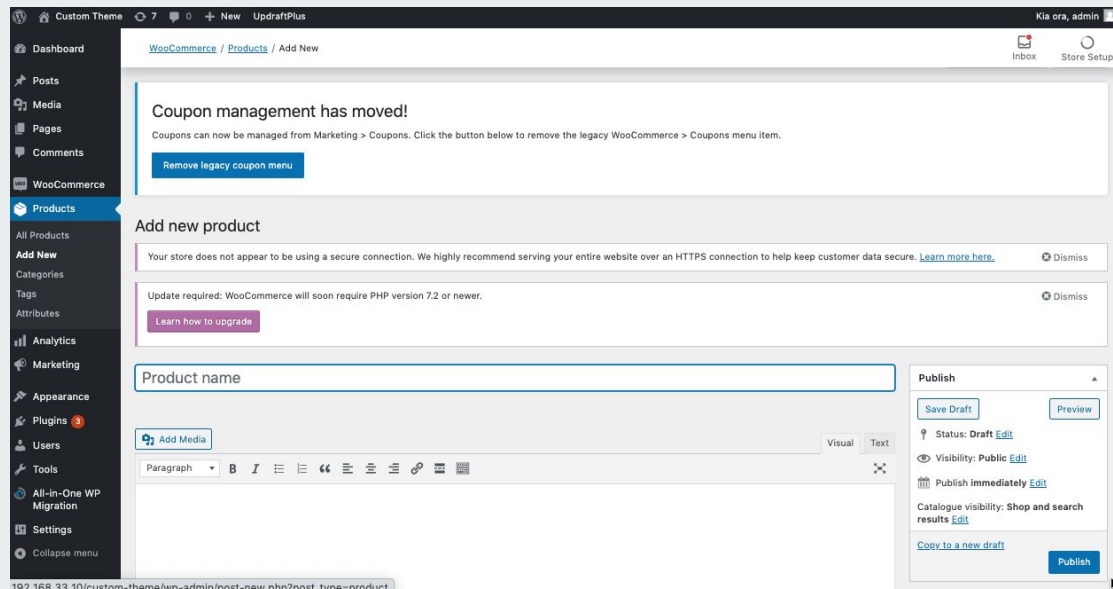 Custom Theme 7 0 + New UpdraftPlus Kia ora, admin
Dashboard
Posts
Media
Pages
Comments
WooCommerce
Products
All Products
Add New
Categories
Tags
Attributes
Analytics
Marketing
Appearance
Plugins 3
Users
Tools
All-in-One WP
Migration
Settings
Collapse menu
WooCommerce / Products / Add New
Inbox
Store Setup
Coupon management has moved!
Coupons can now be managed from Marketing > Coupons. Click the button below to remove the legacy WooCommerce > Coupons menu item.
Remove legacy coupon menu
Add new product
Your store does not appear to be using a secure connection. We highly recommend serving your entire website over an HTTPS connection to help keep customer data secure. Learn more here.
Dismiss
Update required: WooCommerce will soon require PHP version 7.2 or newer.
Dismiss
Learn how to upgrade
Product name
Add Media
Visual Text
Paragraph B I
Publish
Save Draft Preview
Status: Draft Edit
Visibility: Public Edit
Publish immediately Edit
Catalogue visibility: Shop and search
results Edit
Copy to a new draft
Publish
192.168.33.10/custom-theme/wp-admin/post-new.php?post_type=product